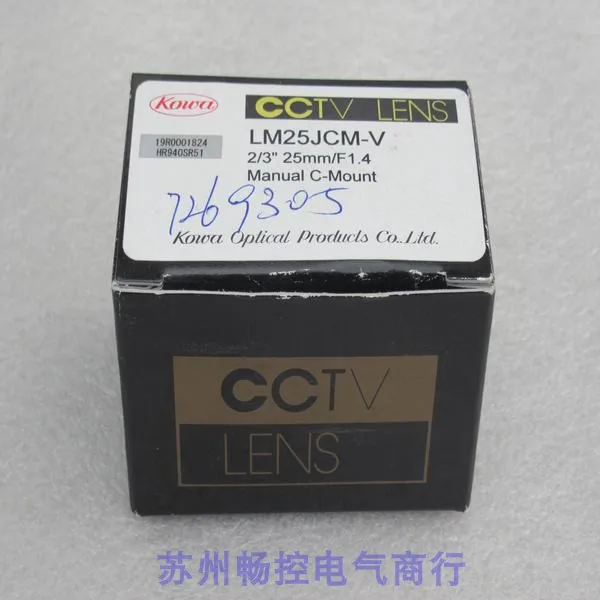 Kowa
CCTV LENS
19R0001824
HR940SR51
LM25JCM-V
2/3" 25mm/F1.4
Manual C-Mount
7269305
Kowa Optical Products Co.,Ltd.
CCTV
LENS
苏州畅控电气商行